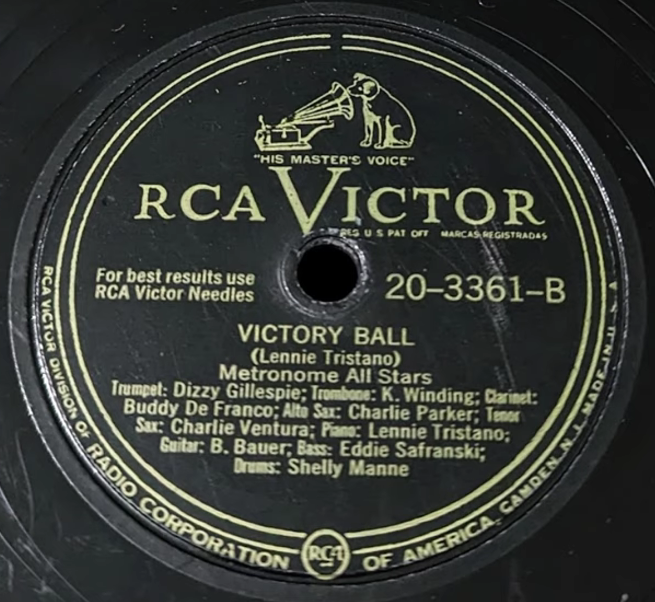 "HIS MASTER'S VOICE"
RCA VICTOR
REG U S PAT OFF MARCAS REGISTRADAS
For best results use
RCA Victor Needles
20-3361-B
VICTORY BALL
(Lennie Tristano)
Metronome All Stars
Trumpet: Dizzy Gillespie; Trombone: K. Winding; Clarinet:
Buddy De Franco; Alto Sax: Charlie Parker; Tenor
Sax: Charlie Ventura; Piano: Lennie Tristano;
Guitar: B. Bauer; Bass: Eddie Safranski;
Drums: Shelly Manne
RCA VICTOR DIVISION OF RADIO CORPORATION OF AMERICA, CAMDEN, N.J. MADE IN U.S.A.
RCA